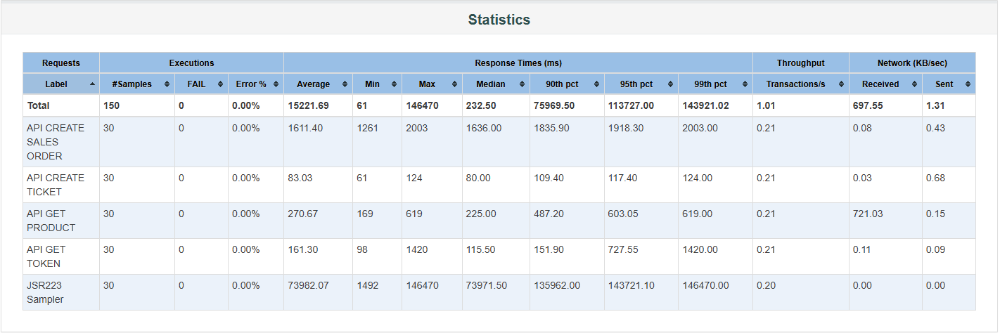 Statistics
Requests Executions Response Times (ms) Throughput Network (KB/sec)
Label #Samples FAIL Error % Average Min Max Median 90th pct 95th pct 99th pct Transactions/s Received Sent
Total 150 0 0.00% 15221.69 61 146470 232.50 75969.50 113727.00 143921.02 1.01 697.55 1.31
API CREATE 30 0 0.00% 1611.40 1261 2003 1636.00 1835.90 1918.30 2003.00 0.21 0.08 0.43
SALES
ORDER
API CREATE 30 0 0.00% 83.03 61 124 80.00 109.40 117.40 124.00 0.21 0.03 0.68
TICKET
API GET 30 0 0.00% 270.67 169 619 225.00 487.20 603.05 619.00 0.21 721.03 0.15
PRODUCT
API GET 30 0 0.00% 161.30 98 1420 115.50 151.90 727.55 1420.00 0.21 0.11 0.09
TOKEN
JSR223 30 0 0.00% 73982.07 1492 146470 73971.50 135962.00 143721.10 146470.00 0.20 0.00 0.00
Sampler